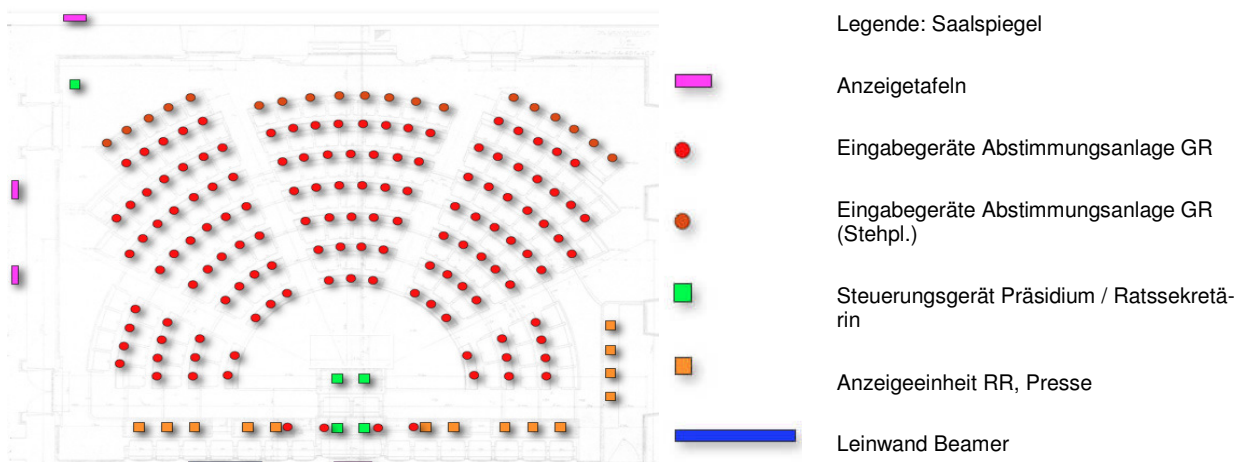 Legende: Saalspiegel
Anzeigetafeln
Eingabegeräte Abstimmungsanlage GR
Eingabegeräte Abstimmungsanlage GR
(Stehpl.)
Steuerungsgerät Präsidium / Ratssekretä-
rin
Anzeigeeinheit RR, Presse
Leinwand Beamer